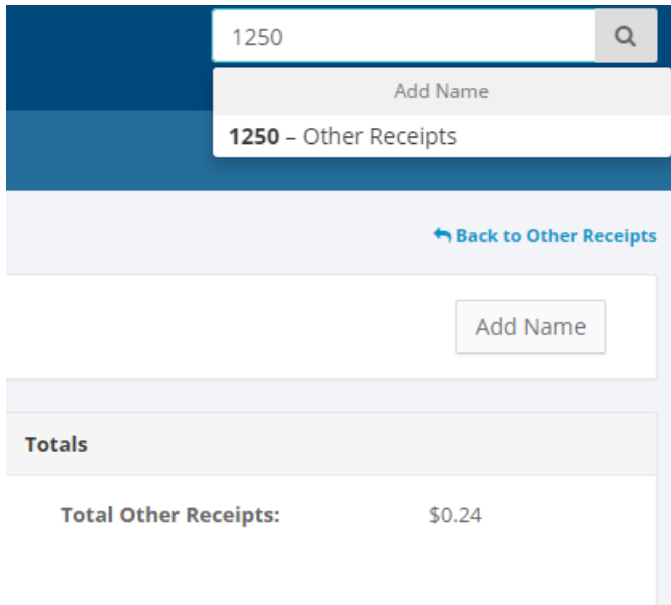 1250
Add Name
1250 – Other Receipts
Back to Other Receipts
Add Name
Totals
Total Other Receipts: $0.24